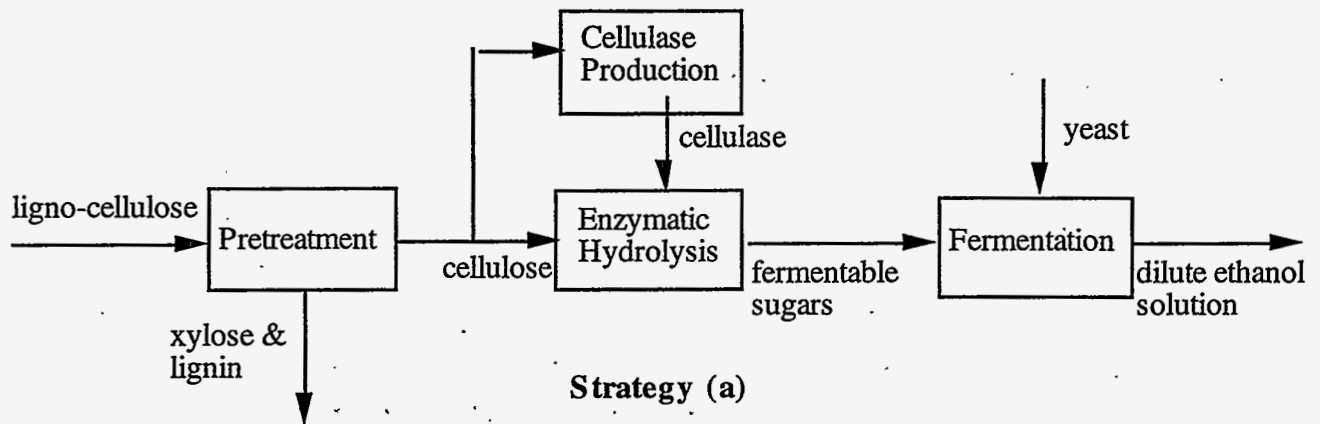 Cellulase
Production
cellulase
yeast
ligno-cellulose
Pretreatment
cellulose
Enzymatic
Hydrolysis
fermentable
sugars
Fermentation
dilute ethanol
solution
xylose &
lignin
Strategy (a)